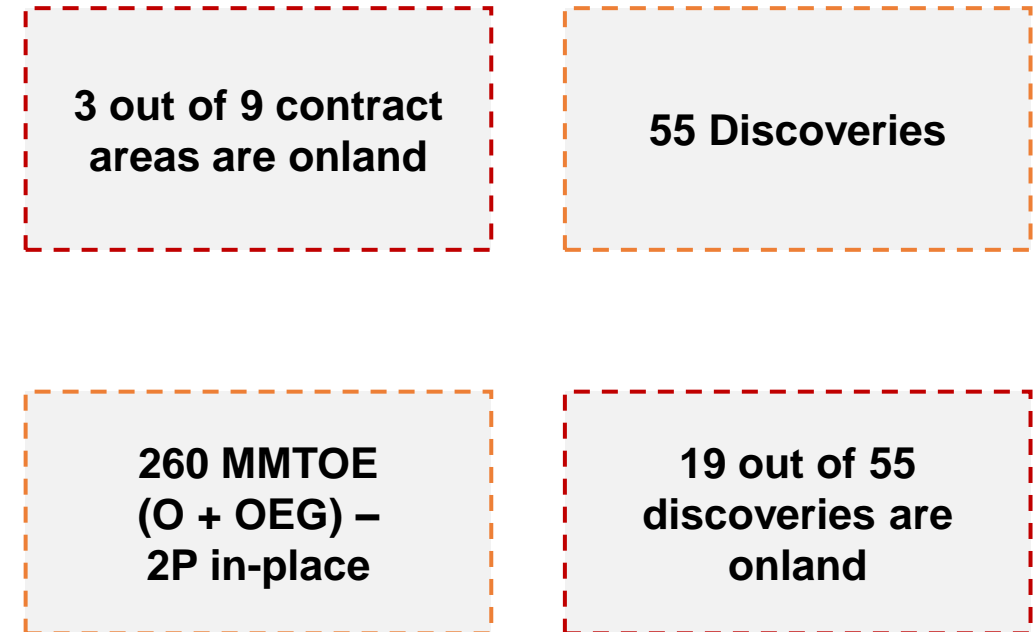 3 out of 9 contract
areas are onland
55 Discoveries
260 MMTOE
(O + OEG) –
2P in-place
19 out of 55
discoveries are
onland